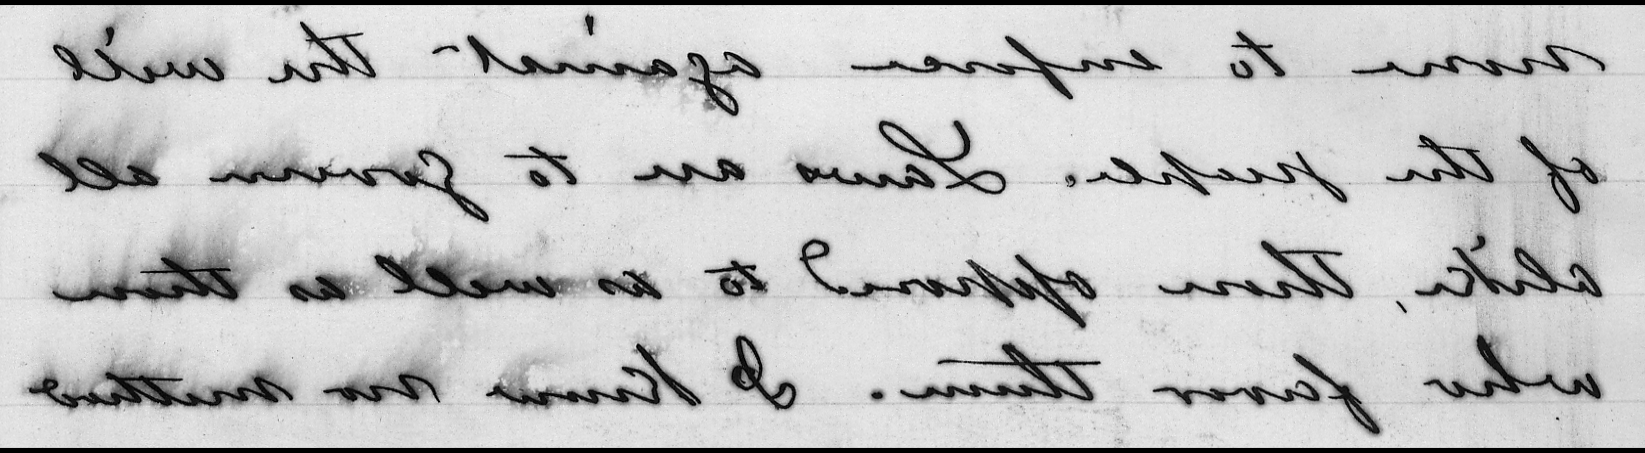 none to enforce against the will
of the people. Laws are to govern all
alike, those opposed to as well as those
who favor them. I know no method